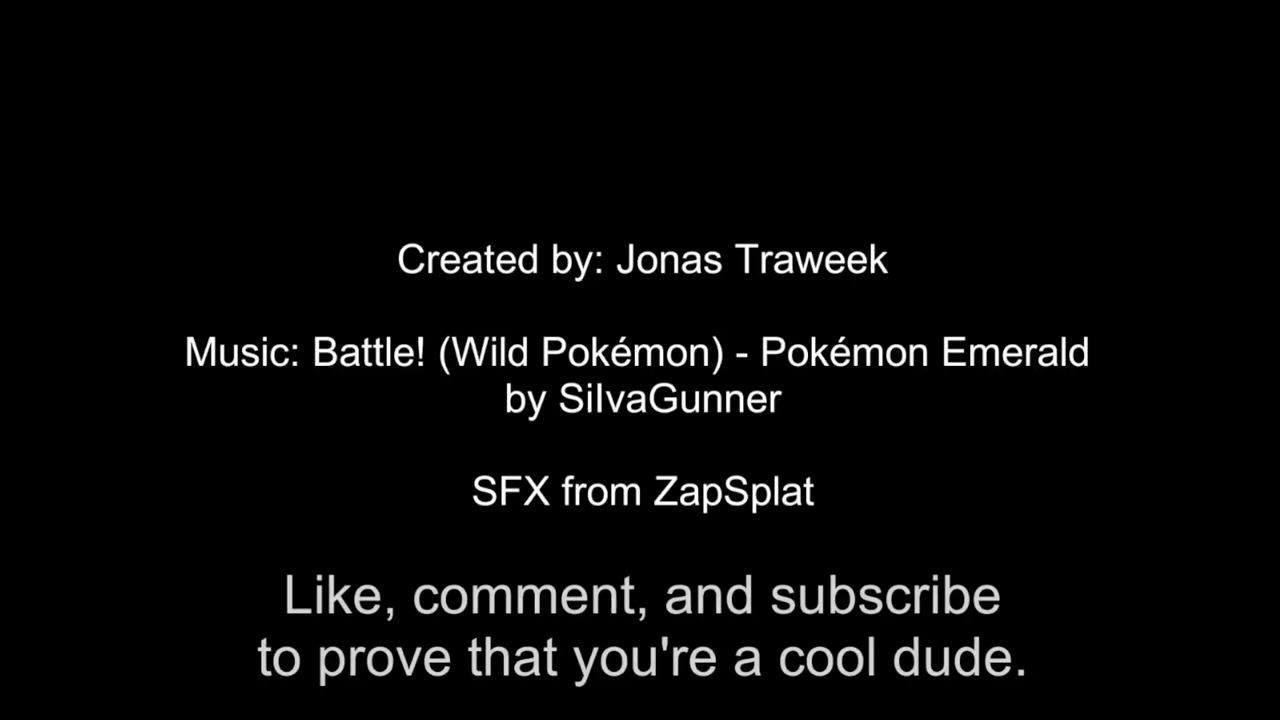 Created by: Jonas Traweek
Music: Battle! (Wild Pokémon) - Pokémon Emerald
by SilvaGunner
SFX from ZapSplat
Like, comment, and subscribe
to prove that you're a cool dude.